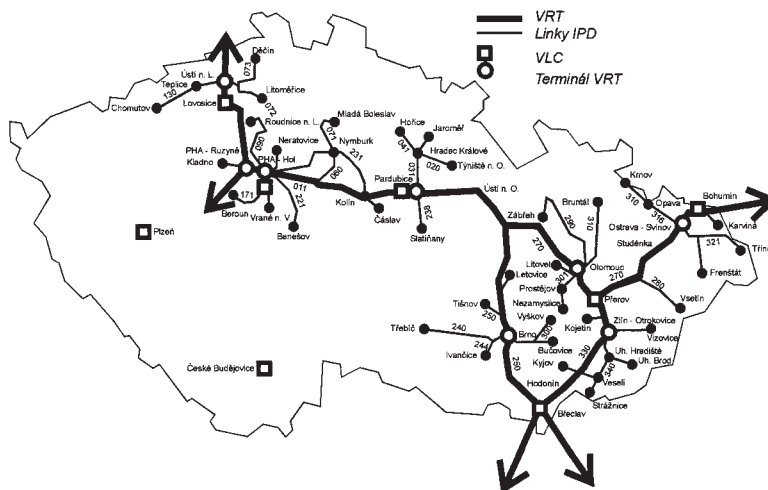 VRT
Linky IPD
VLC
Terminál VRT
Děčín
Ústí n. L.
073
Teplice
130
Chomutov
Lovosice
Litoměřice
072
Roudnice n. L.
090
Mladá Boleslav
071
Hořice
Jaroměř
041
Neratovice
Nymburk
231
Hradec Králové
PHA - Ruzyně
PHA - Hol.
Kladno
060
031
020
Týniště n. O.
Pardubice
011
171
Beroun
Vrané n. V.
221
Benešov
Kolín
Čáslav
238
Slatiňany
Ústí n. O.
Krnov
310
Opava
316
Bohumín
Bruntál
Zábřeh
290
310
Ostrava - Svinov
Karviná
Studénka
321
Plzeň
270
Litovel
Olomouc
270
Frenštát
Letovice
Prostějov
301
280
Nezamyslice
Přerov
Vsetín
Tišnov
250
Vyškov
Kojetín
Zlín - Otrokovice
Třebíč
240
Brno
300
Vizovice
244
Ivančice
Bučovice
330
Uh. Hradiště
Uh. Brod
České Budějovice
250
Kyjov
340
Hodonín
Veselí
Strážnice
Břeclav